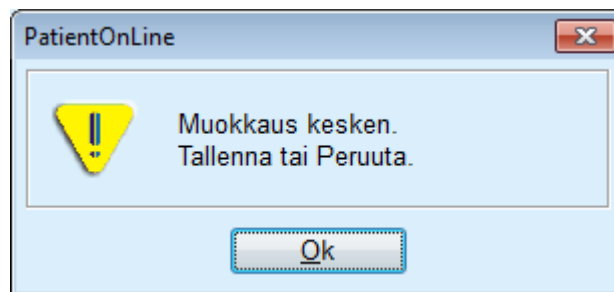 PatientOnLine
Muokkaus kesken.
Tallenna tai Peruuta.
Ok